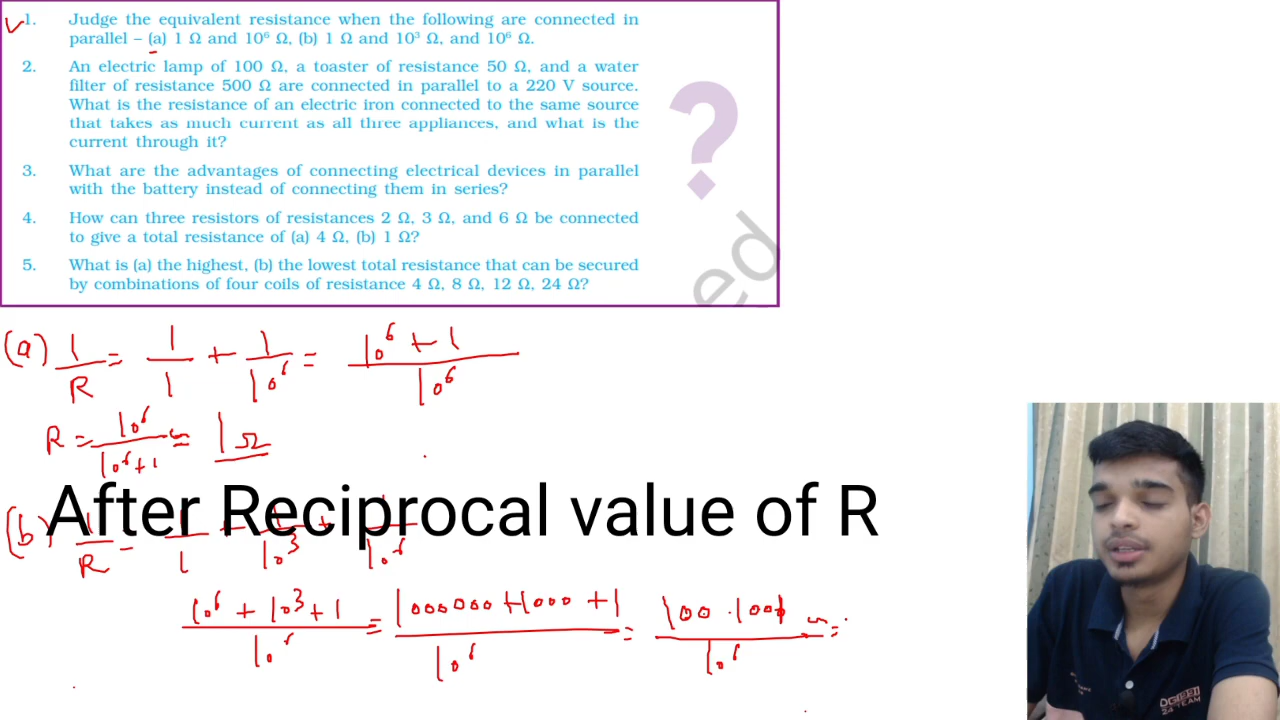 1. Judge the equivalent resistance when the following are connected in
parallel – (a) 1 Ω and 10⁶ Ω, (b) 1 Ω and 10³ Ω, and 10⁶ Ω.
2. An electric lamp of 100 Ω, a toaster of resistance 50 Ω, and a water
filter of resistance 500 Ω are connected in parallel to a 220 V source.
What is the resistance of an electric iron connected to the same source
that takes as much current as all three appliances, and what is the
current through it?
3. What are the advantages of connecting electrical devices in parallel
with the battery instead of connecting them in series?
4. How can three resistors of resistances 2 Ω, 3 Ω, and 6 Ω be connected
to give a total resistance of (a) 4 Ω, (b) 1 Ω?
5. What is (a) the highest, (b) the lowest total resistance that can be secured
by combinations of four coils of resistance 4 Ω, 8 Ω, 12 Ω, 24 Ω?
?
ed
(a) 1/R = 1/1 + 1/10⁶ = 10⁶ + 1 / 10⁶
R = 10⁶ / 10⁶ + 1 ≃ 1 Ω
After Reciprocal value of R
(b) 1/R = 1/1 + 1/10³ + 1/10⁶
10⁶ + 10³ + 1 / 10⁶ = 1000000 + 1000 + 1 / 10⁶ =
24 TEAM